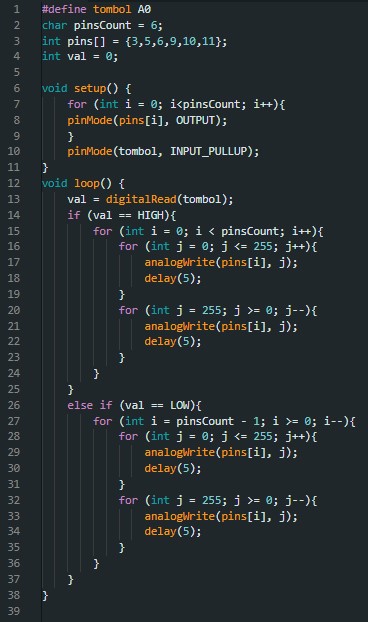 1 #define tombol A0
2 char pinsCount = 6;
3 int pins[] = {3,5,6,9,10,11};
4 int val = 0;
5
6 void setup() {
7 for (int i = 0; i<pinsCount; i++){
8 pinMode(pins[i], OUTPUT);
9 }
10 pinMode(tombol, INPUT_PULLUP);
11 }
12 void loop() {
13 val = digitalRead(tombol);
14 if (val == HIGH){
15 for (int i = 0; i < pinsCount; i++){
16 for (int j = 0; j <= 255; j++){
17 analogWrite(pins[i], j);
18 delay(5);
19 }
20 for (int j = 255; j >= 0; j--){
21 analogWrite(pins[i], j);
22 delay(5);
23 }
24 }
25 }
26 else if (val == LOW){
27 for (int i = pinsCount - 1; i >= 0; i--){
28 for (int j = 0; j <= 255; j++){
29 analogWrite(pins[i], j);
30 delay(5);
31 }
32 for (int j = 255; j >= 0; j--){
33 analogWrite(pins[i], j);
34 delay(5);
35 }
36 }
37 }
38 }
39